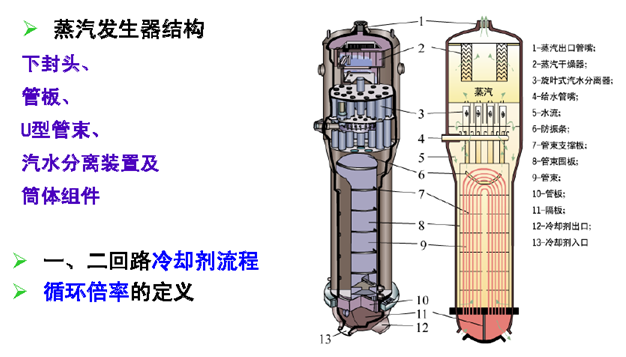 蒸汽发生器结构
下封头、
管板、
U型管束、
汽水分离装置及
筒体组件
一、二回路冷却剂流程
循环倍率的定义
1
2
3
4
5
6
7
8
9
10
11
12
13
蒸汽
1-蒸汽出口管嘴;
2-蒸汽干燥器;
3-旋叶式汽水分离器;
4-给水管嘴;
5-水流;
6-防振条;
7-管束支撑板;
8-管束围板;
9-管束;
10-管板;
11-隔板;
12-冷却剂出口;
13-冷却剂入口